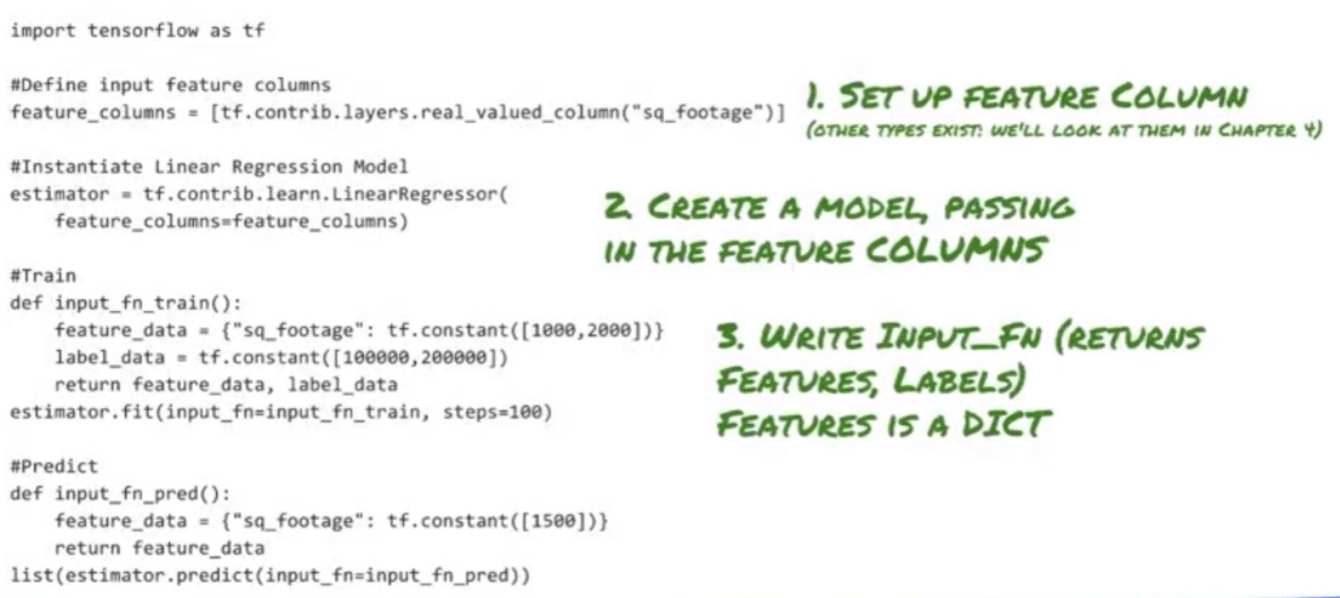 import tensorflow as tf
#Define input feature columns
feature_columns = [tf.contrib.layers.real_valued_column("sq_footage")]
1. SET UP FEATURE COLUMN
(OTHER TYPES EXIST: WE'LL LOOK AT THEM IN CHAPTER 4)
#Instantiate Linear Regression Model
estimator = tf.contrib.learn.LinearRegressor(
    feature_columns=feature_columns)
2. CREATE A MODEL, PASSING
IN THE FEATURE COLUMNS
#Train
def input_fn_train():
    feature_data = {"sq_footage": tf.constant([1000,2000])}
    label_data = tf.constant([100000,200000])
    return feature_data, label_data
estimator.fit(input_fn=input_fn_train, steps=100)
3. WRITE INPUT_FN (RETURNS
FEATURES, LABELS)
FEATURES IS A DICT
#Predict
def input_fn_pred():
    feature_data = {"sq_footage": tf.constant([1500])}
    return feature_data
list(estimator.predict(input_fn=input_fn_pred))